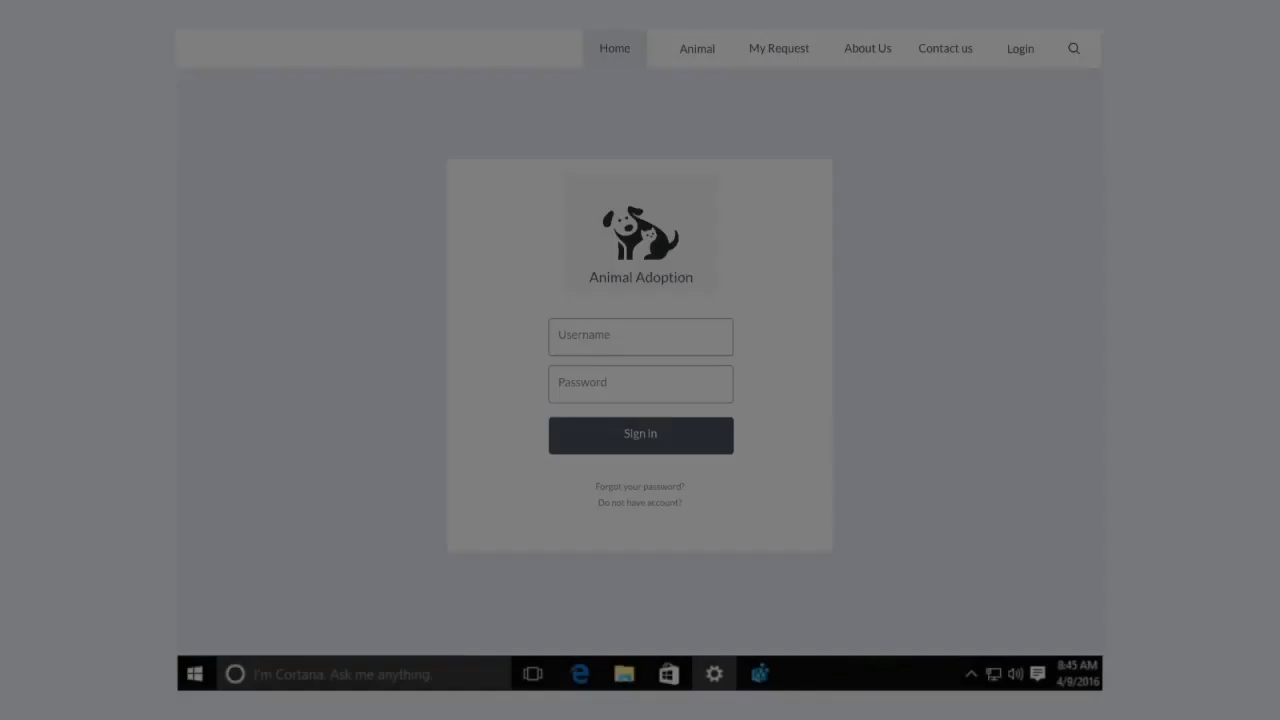 Home Animal My Request About Us Contact us Login
Animal Adoption
Username
Password
Sign in
Forgot your password?
Do not have account?
I'm Cortana. Ask me anything.
8:45 AM
4/9/2016